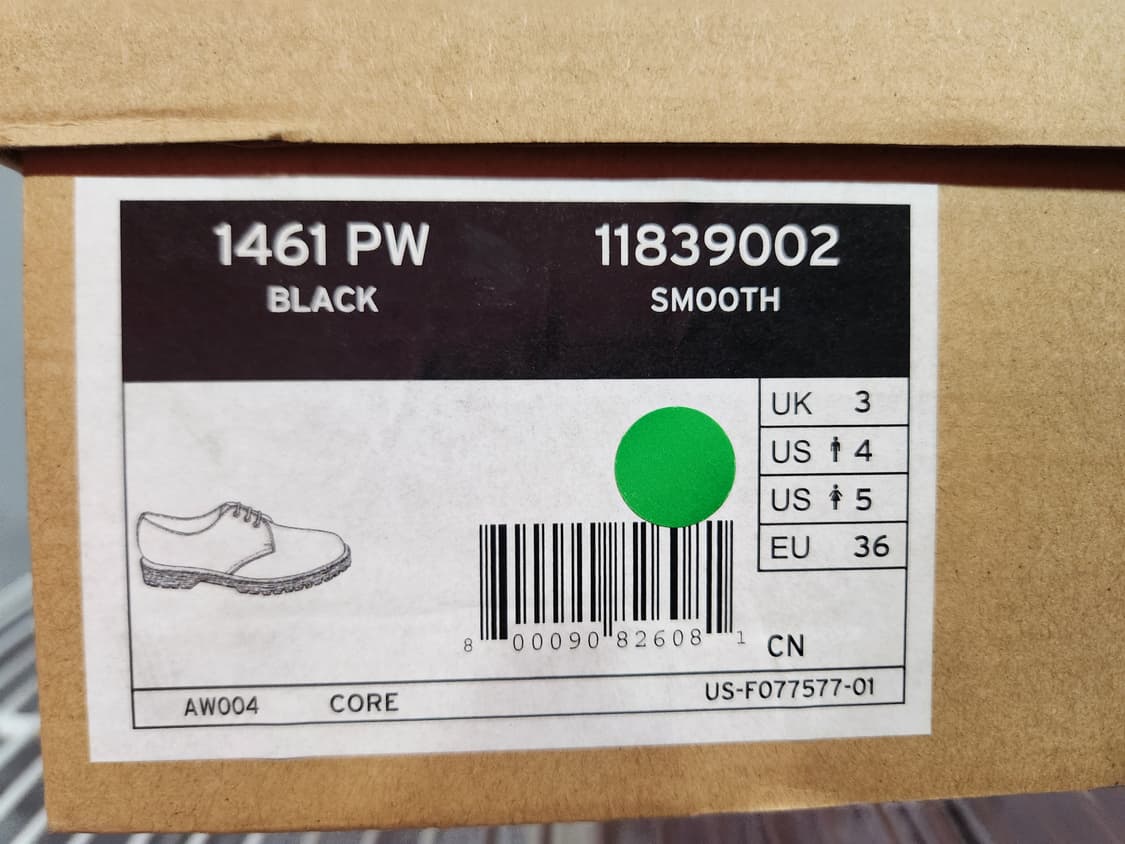 1461 PW 11839002
BLACK SMOOTH
UK 3
US 4
US 5
EU 36
8 00090 82608 1
CN
AW004 CORE US-F077577-01